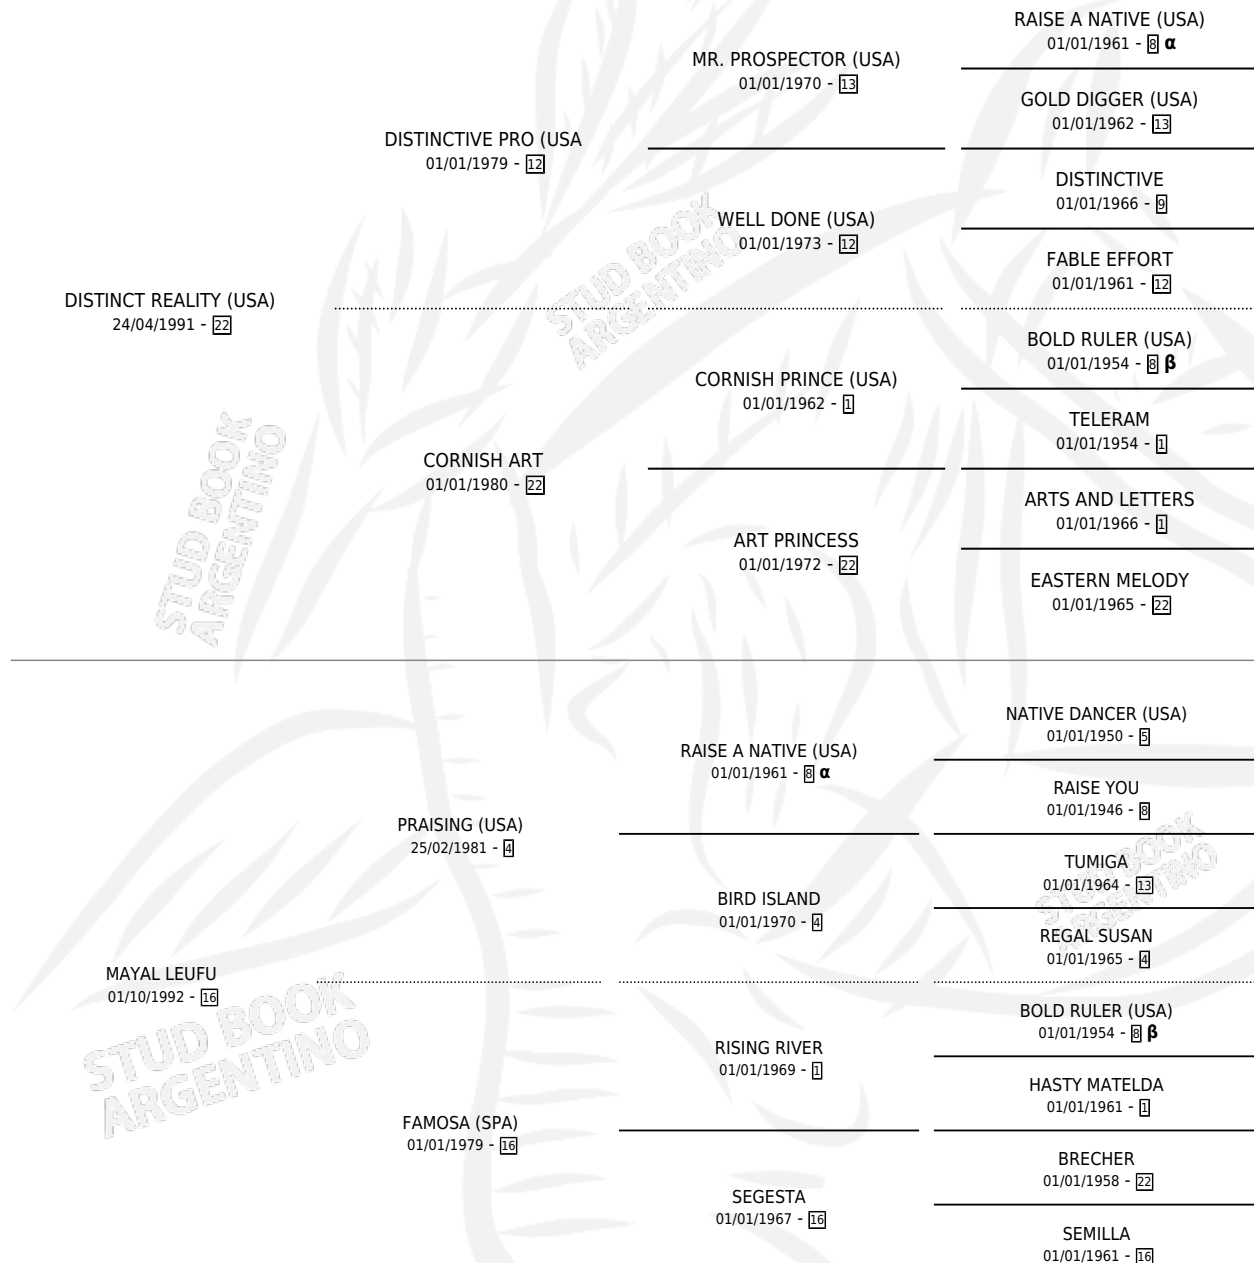 RAISE A NATIVE (USA)
01/01/1961 - 8 α
MR. PROSPECTOR (USA)
01/01/1970 - 13
GOLD DIGGER (USA)
01/01/1962 - 13
DISTINCTIVE PRO (USA
01/01/1979 - 12
DISTINCTIVE
01/01/1966 - 9
WELL DONE (USA)
01/01/1973 - 12
FABLE EFFORT
01/01/1961 - 12
DISTINCT REALITY (USA)
24/04/1991 - 22
BOLD RULER (USA)
01/01/1954 - 8 β
CORNISH PRINCE (USA)
01/01/1962 - 1
TELERAM
01/01/1954 - 1
CORNISH ART
01/01/1980 - 22
ARTS AND LETTERS
01/01/1966 - 1
ART PRINCESS
01/01/1972 - 22
EASTERN MELODY
01/01/1965 - 22
NATIVE DANCER (USA)
01/01/1950 - 5
RAISE A NATIVE (USA)
01/01/1961 - 8 α
RAISE YOU
01/01/1946 - 8
PRAISING (USA)
25/02/1981 - 4
TUMIGA
01/01/1964 - 13
BIRD ISLAND
01/01/1970 - 4
REGAL SUSAN
01/01/1965 - 4
MAYAL LEUFU
01/10/1992 - 16
BOLD RULER (USA)
01/01/1954 - 8 β
RISING RIVER
01/01/1969 - 1
HASTY MATELDA
01/01/1961 - 1
FAMOSA (SPA)
01/01/1979 - 16
BRECHER
01/01/1958 - 22
SEGESTA
01/01/1967 - 16
SEMILLA
01/01/1961 - 16
STUD BOOK
ARGENTINO
STUD BOOK
ARGENTINO
STUD BOOK
ARGENTINO
STUD BOOK
ARGENTINO